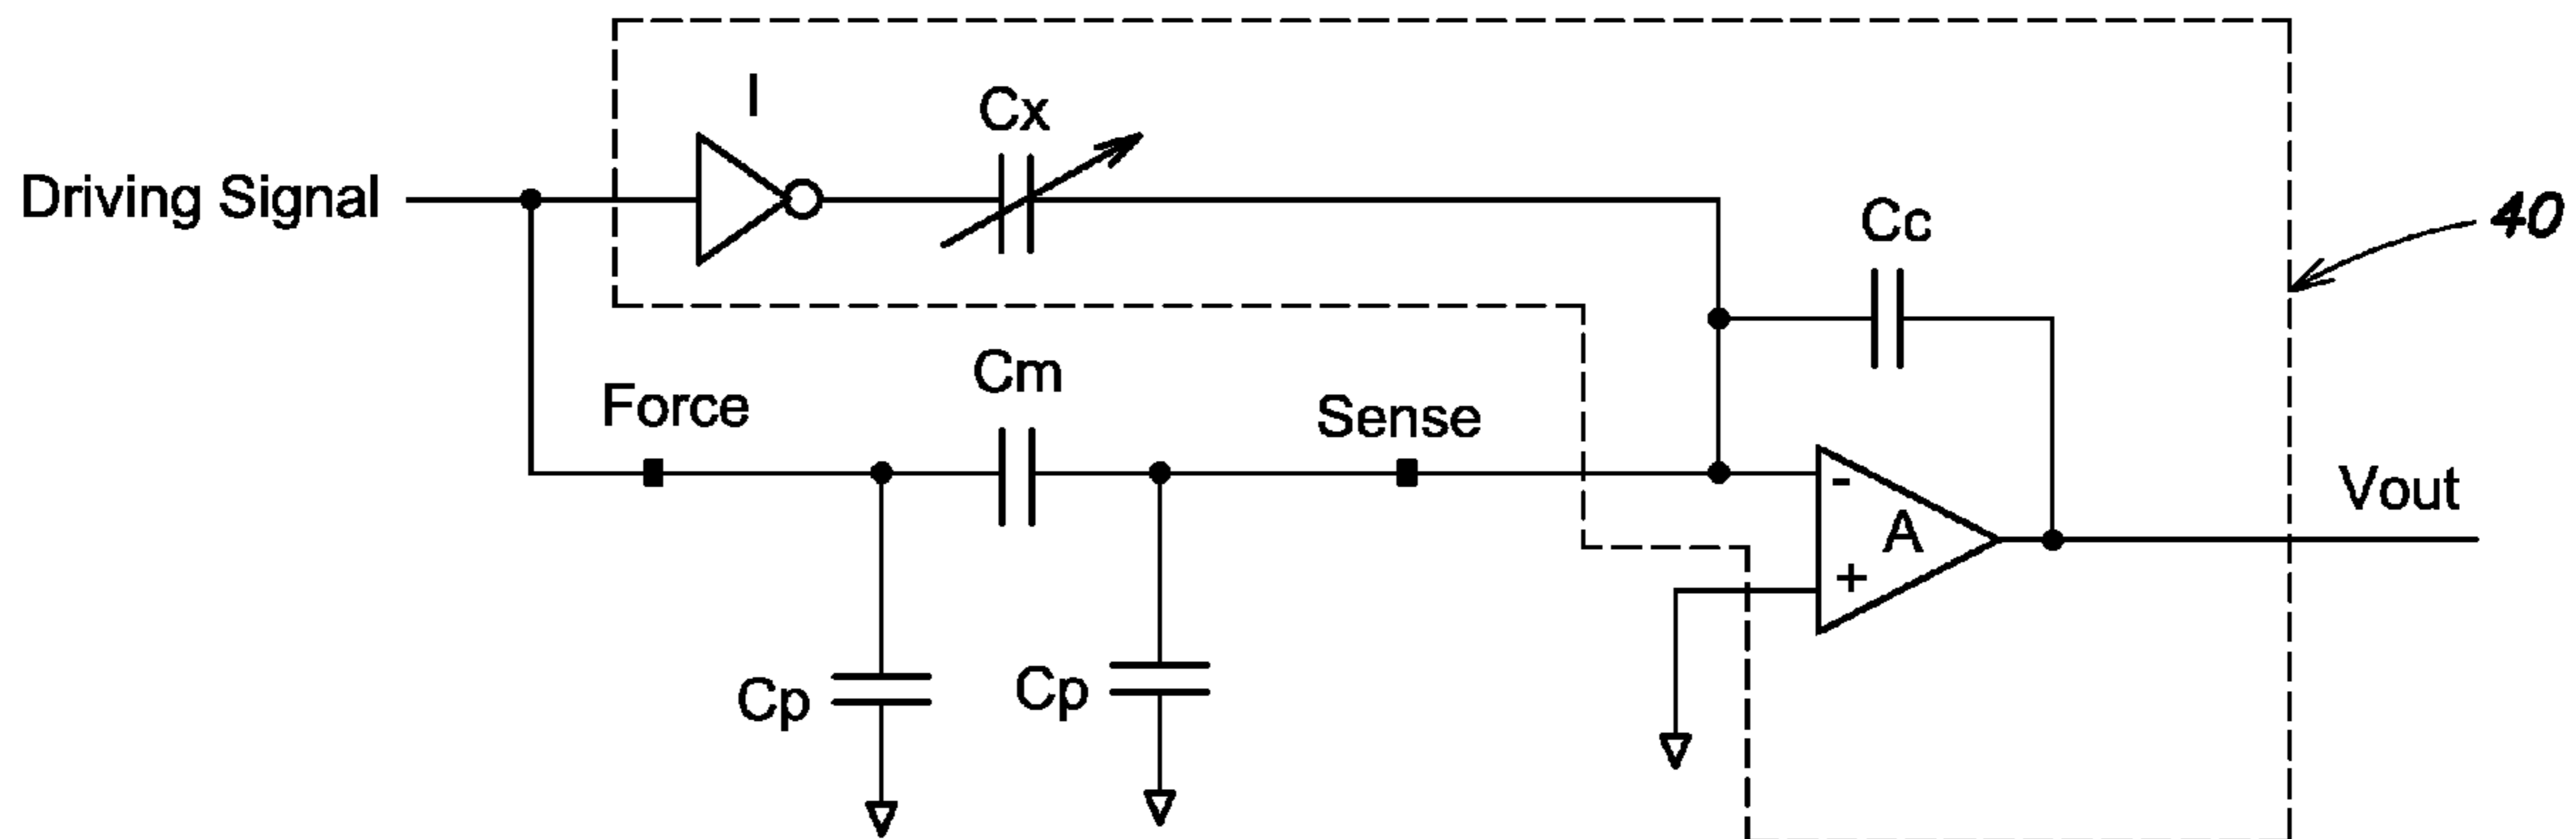 I
Cx
Driving Signal
Cc
40
Cm
Force
Sense
Vout
-
A
+
Cp
Cp